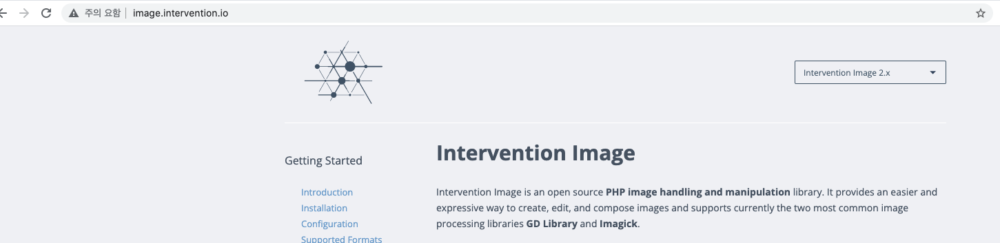 주의 요함 image.intervention.io
Intervention Image 2.x
Getting Started
Introduction
Installation
Configuration
Supported Formats
Intervention Image
Intervention Image is an open source PHP image handling and manipulation library. It provides an easier and
expressive way to create, edit, and compose images and supports currently the two most common image
processing libraries GD Library and Imagick.